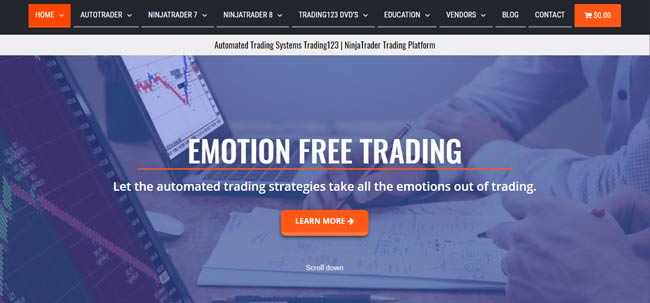 HOME AUTOTRADER NINJATRADER 7 NINJATRADER 8 TRADING123 DVD'S EDUCATION VENDORS BLOG CONTACT $0.00
Automated Trading Systems Trading123 | NinjaTrader Trading Platform
EMOTION FREE TRADING
Let the automated trading strategies take all the emotions out of trading.
LEARN MORE
Scroll down